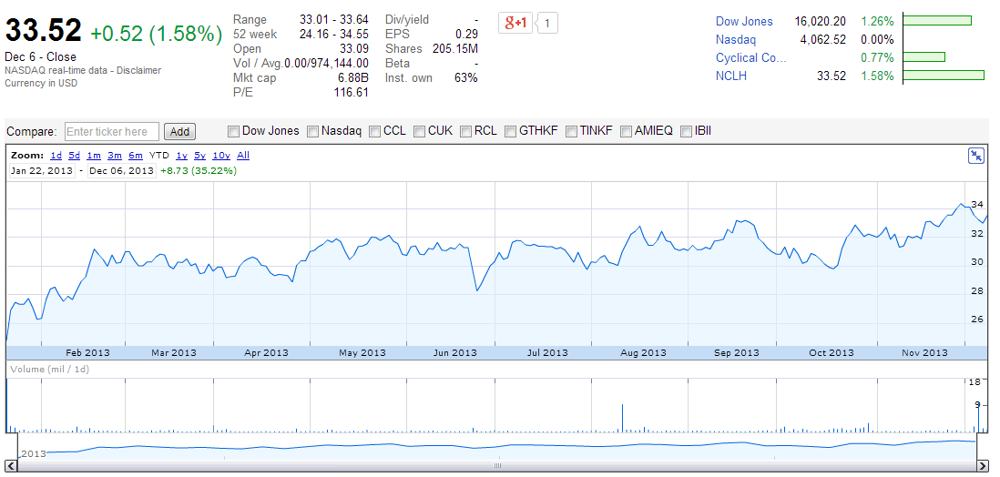 33.52 +0.52 (1.58%)
Dec 6 - Close
NASDAQ real-time data - Disclaimer
Currency in USD
Range 33.01 - 33.64
52 week 24.16 - 34.55
Open 33.09
Vol / Avg. 0.00/974,144.00
Mkt cap 6.88B
P/E 116.61
Div/yield -
EPS 0.29
Shares 205.15M
Beta -
Inst. own 63%
g+1 1
Dow Jones 16,020.20 1.26%
Nasdaq 4,062.52 0.00%
Cyclical Co... 0.77%
NCLH 33.52 1.58%
Compare: Enter ticker here Add Dow Jones Nasdaq CCL CUK RCL GTHKF TINKF AMIEQ IBII
Zoom: 1d 5d 1m 3m 6m YTD 1y 5y 10y All
Jan 22, 2013 - Dec 06, 2013 +8.73 (35.22%)
34
32
30
28
26
Feb 2013 Mar 2013 Apr 2013 May 2013 Jun 2013 Jul 2013 Aug 2013 Sep 2013 Oct 2013 Nov 2013
Volume (mil / 1d)
18
9
2013